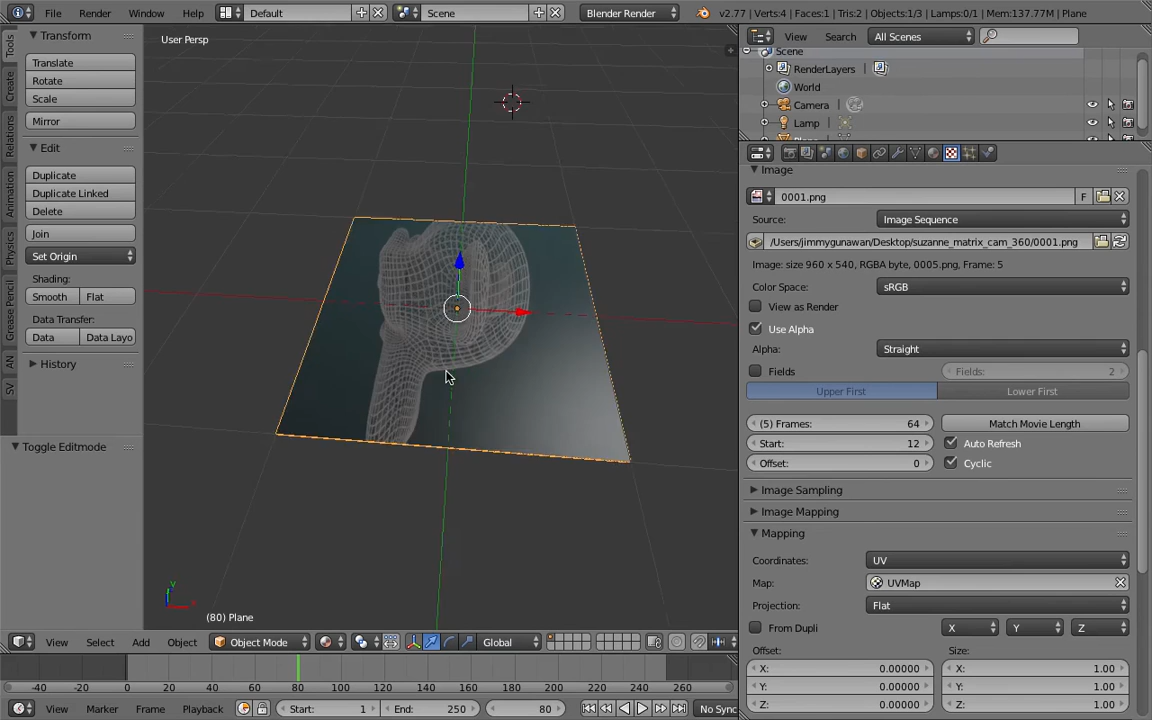 File Render Window Help Default Scene Blender Render v2.77 | Verts:4 | Faces:1 | Tris:2 | Objects:1/3 | Lamps:0/1 | Mem:137.77M | Plane
Tools
Create
Relations
Animation
Physics
Grease Pencil
AN
SV
Transform
Translate
Rotate
Scale
Mirror
Edit
Duplicate
Duplicate Linked
Delete
Join
Set Origin
Shading:
Smooth Flat
Data Transfer:
Data Data Layo
History
Toggle Editmode
User Persp
(80) Plane
View Select Add Object Object Mode Global
-40 -20 0 20 40 60 80 100 120 140 160 180 200 220 240 260
View Marker Frame Playback Start: 1 End: 250 80 No Sync
View Search All Scenes
Scene
RenderLayers
World
Camera
Lamp
Image
0001.png F
Source: Image Sequence
/Users/jimmygunawan/Desktop/suzanne_matrix_cam_360/0001.png
Image: size 960 x 540, RGBA byte, 0005.png, Frame: 5
Color Space: sRGB
View as Render
Use Alpha
Alpha: Straight
Fields Fields: 2
Upper First Lower First
(5) Frames: 64 Match Movie Length
Start: 12 Auto Refresh
Offset: 0 Cyclic
Image Sampling
Image Mapping
Mapping
Coordinates: UV
Map: UVMap
Projection: Flat
From Dupli X Y Z
Offset: Size:
X: 0.00000 X: 1.00
Y: 0.00000 Y: 1.00
Z: 0.00000 Z: 1.00